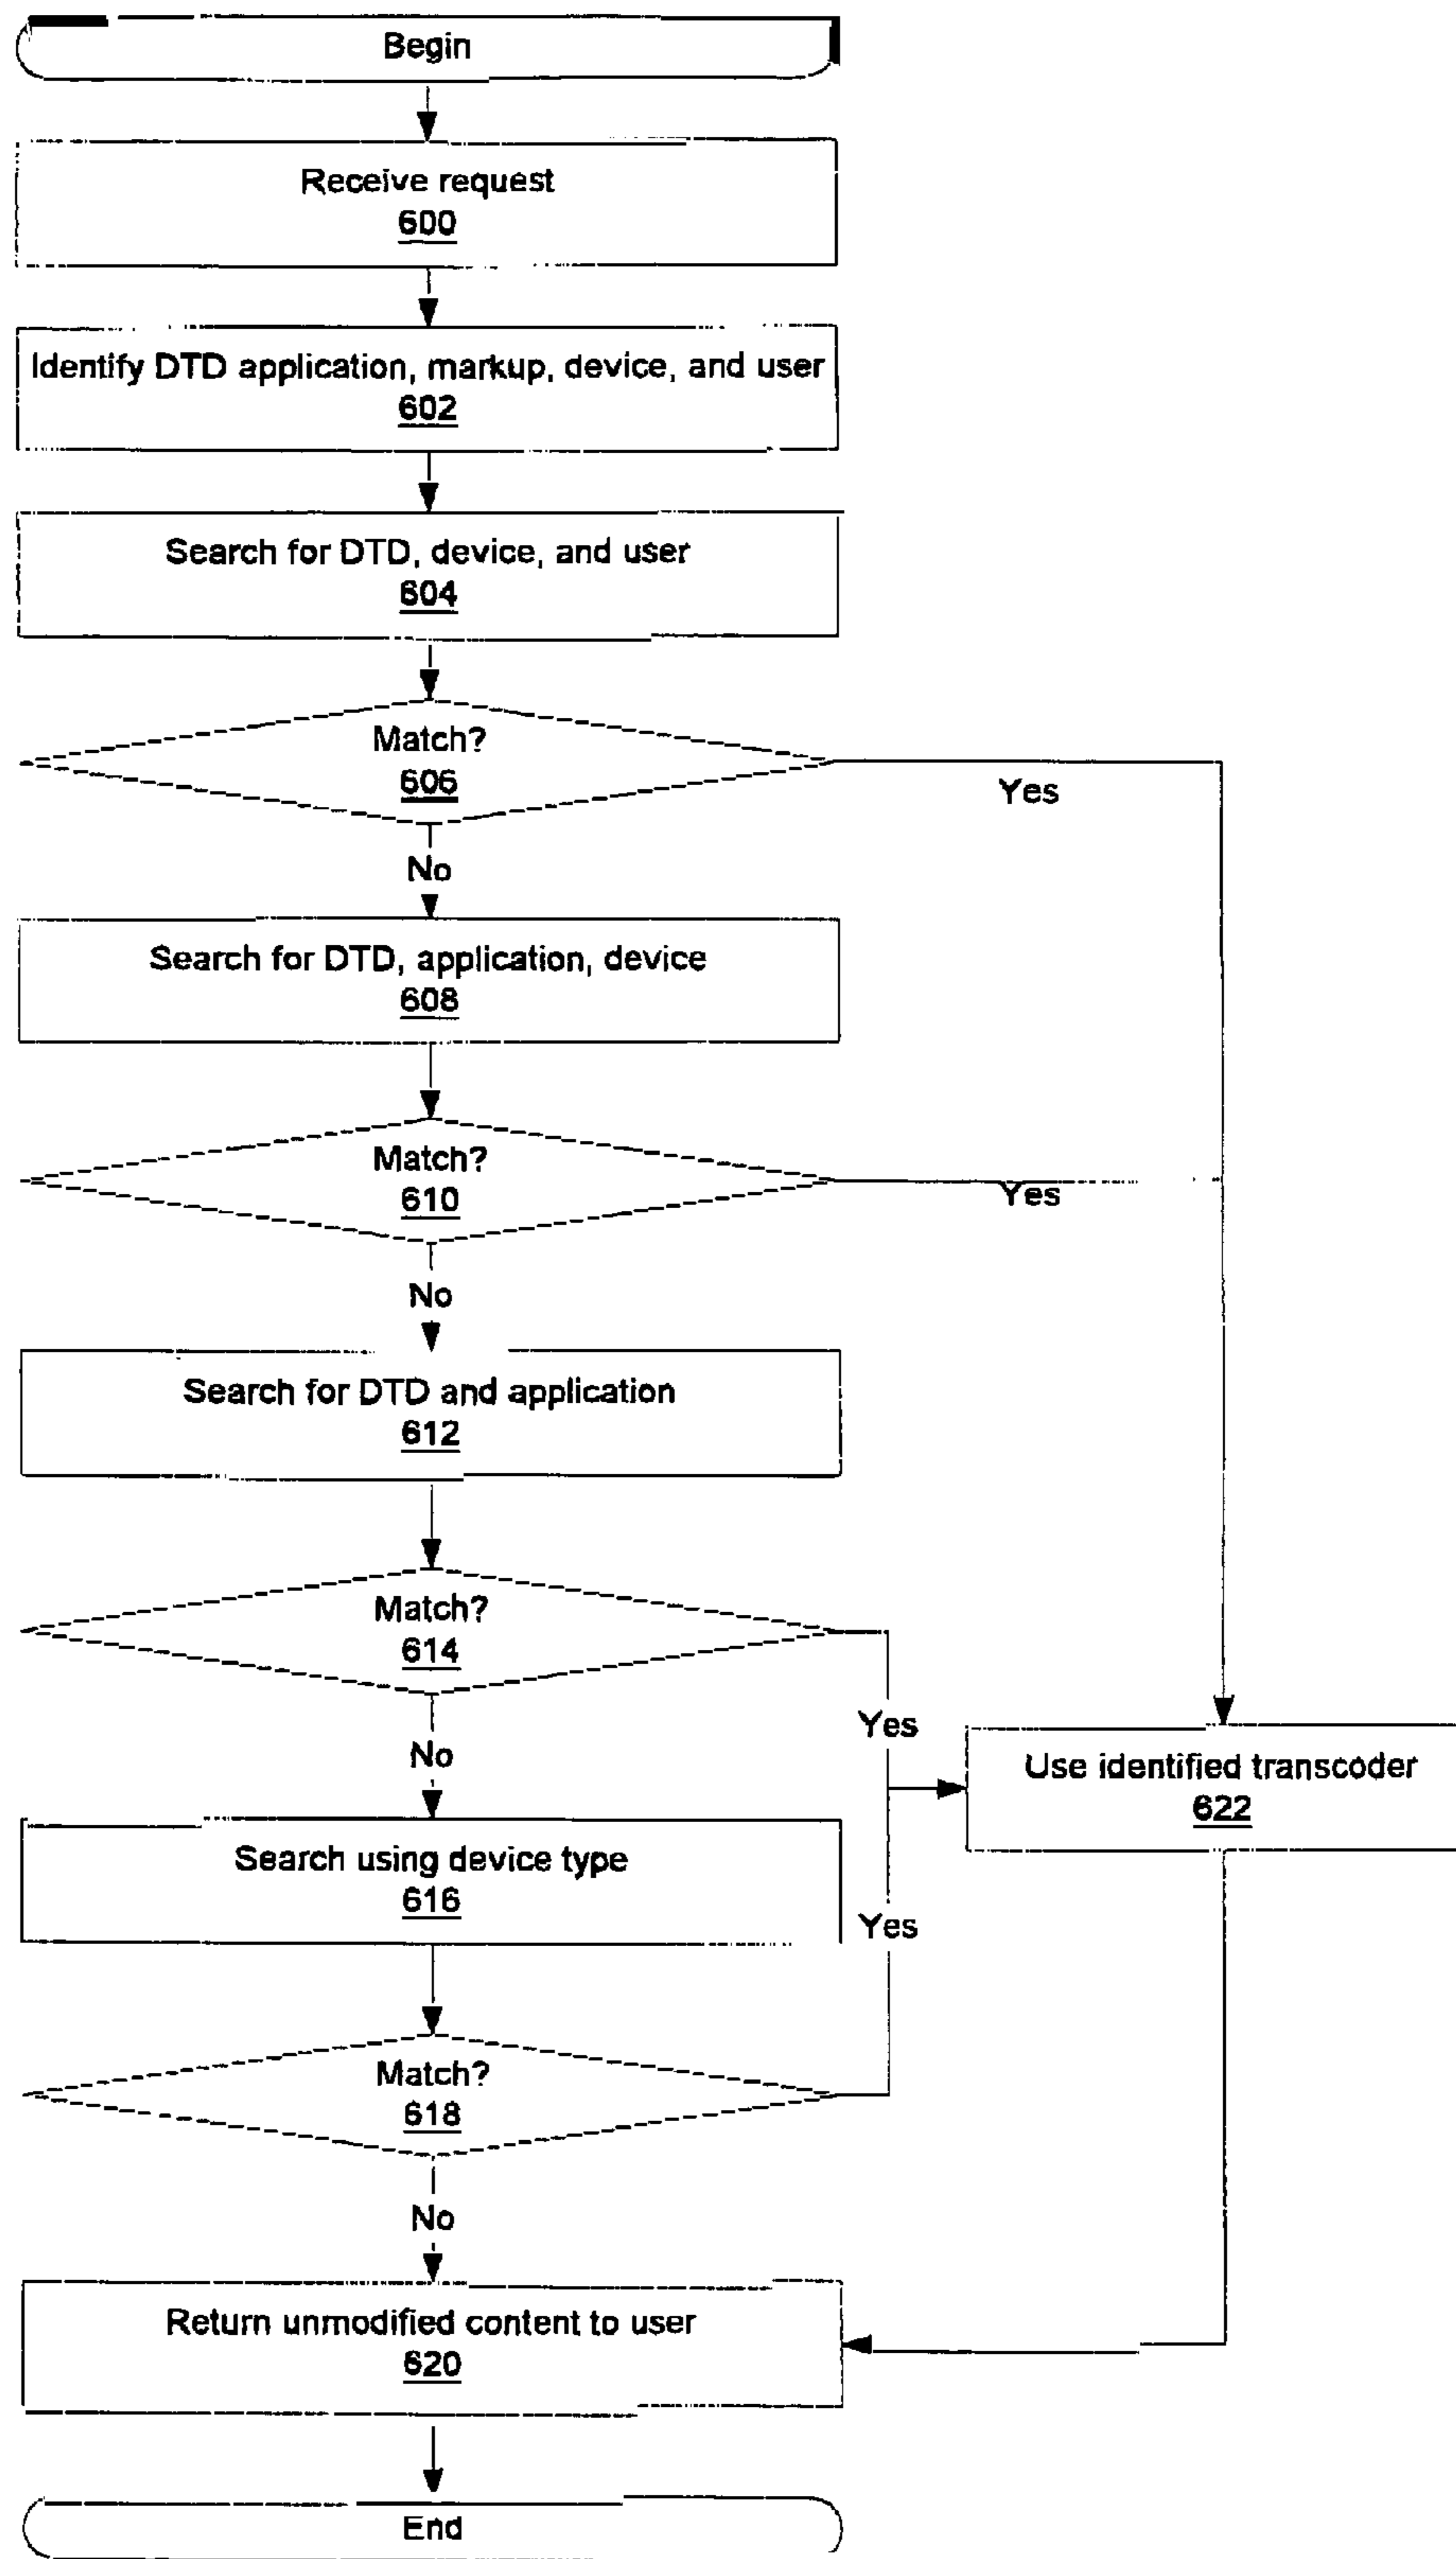 Begin
Receive request
600
Identify DTD application, markup, device, and user
602
Search for DTD, device, and user
604
Match?
606
Yes
No
Search for DTD, application, device
608
Match?
610
Yes
No
Search for DTD and application
612
Match?
614
Yes
No
Use identified transcoder
622
Search using device type
616
Yes
Match?
618
No
Return unmodified content to user
620
End